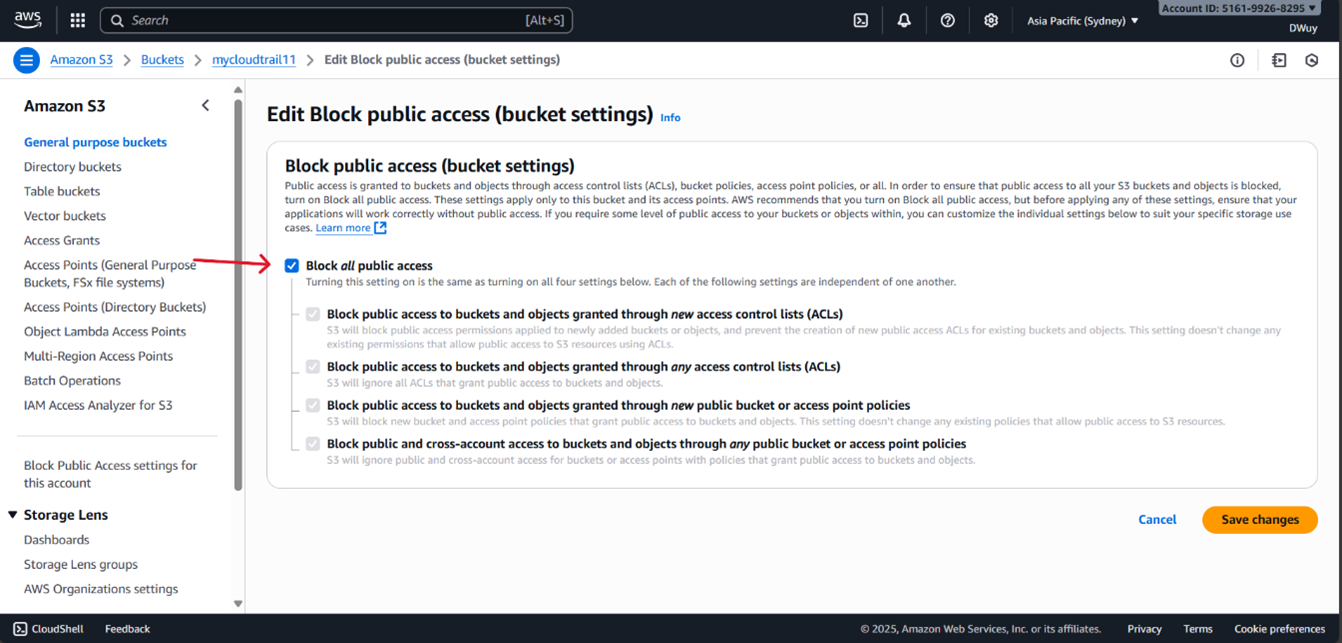 aws
Search
[Alt+S]
Asia Pacific (Sydney)
Account ID: 5161-9926-8295
DWuy
Amazon S3
Buckets
mycloudtrail11
Edit Block public access (bucket settings)
Amazon S3
General purpose buckets
Directory buckets
Table buckets
Vector buckets
Access Grants
Access Points (General Purpose
Buckets, FSx file systems)
Access Points (Directory Buckets)
Object Lambda Access Points
Multi-Region Access Points
Batch Operations
IAM Access Analyzer for S3
Block Public Access settings for
this account
Storage Lens
Dashboards
Storage Lens groups
AWS Organizations settings
Edit Block public access (bucket settings) Info
Block public access (bucket settings)
Public access is granted to buckets and objects through access control lists (ACLs), bucket policies, access point policies, or all. In order to ensure that public access to all your S3 buckets and objects is blocked,
turn on Block all public access. These settings apply only to this bucket and its access points. AWS recommends that you turn on Block all public access, but before applying any of these settings, ensure that your
applications will work correctly without public access. If you require some level of public access to your buckets or objects within, you can customize the individual settings below to suit your specific storage use
cases. Learn more
Block all public access
Turning this setting on is the same as turning on all four settings below. Each of the following settings are independent of one another.
Block public access to buckets and objects granted through new access control lists (ACLs)
S3 will block public access permissions applied to newly added buckets or objects, and prevent the creation of new public access ACLs for existing buckets and objects. This setting doesn't change any
existing permissions that allow public access to S3 resources using ACLs.
Block public access to buckets and objects granted through any access control lists (ACLs)
S3 will ignore all ACLs that grant public access to buckets and objects.
Block public access to buckets and objects granted through new public bucket or access point policies
S3 will block new bucket and access point policies that grant public access to buckets and objects. This setting doesn't change any existing policies that allow public access to S3 resources.
Block public and cross-account access to buckets and objects through any public bucket or access point policies
S3 will ignore public and cross-account access for buckets or access points with policies that grant public access to buckets and objects.
Cancel
Save changes
CloudShell
Feedback
© 2025, Amazon Web Services, Inc. or its affiliates.
Privacy
Terms
Cookie preferences